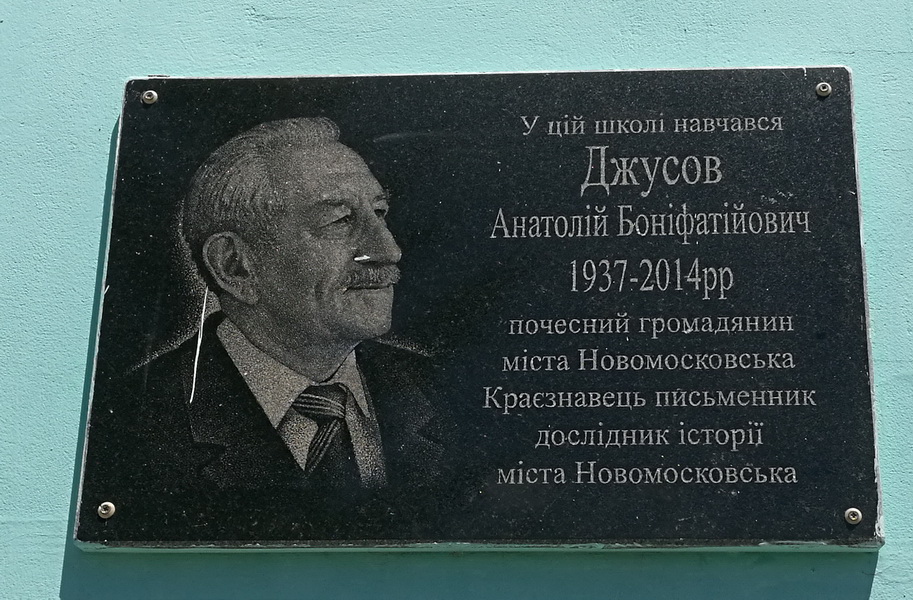 У цій школі навчався
Джусов
Анатолій Боніфатійович
1937-2014рр
почесний громадянин
міста Новомосковська
Краєзнавець письменник
дослідник історії
міста Новомосковська